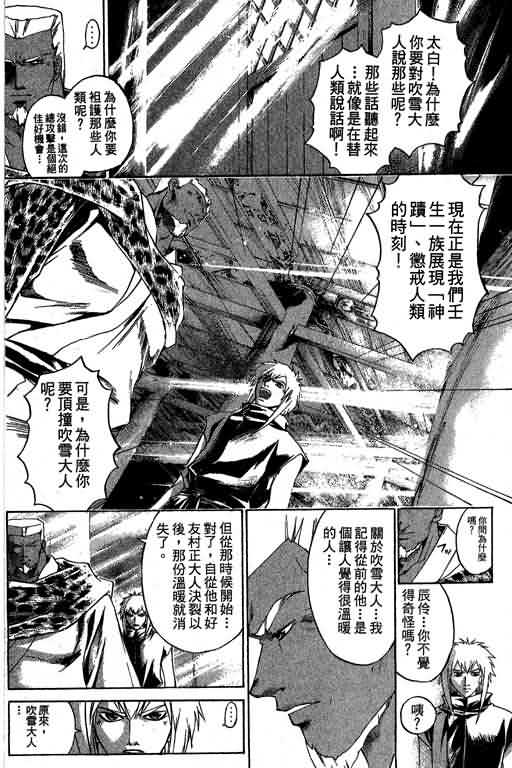 太白！為什麼
你要對吹雪大
人說那些呢？
那些話聽起來
…就像是在替
人類說話啊！
…
為什麼你要
袒護那些人
類呢？
沒錯，這次的
總攻擊是個絕
佳好機會…
現在正是我們壬
生一族展現「神
蹟」、懲戒人類
的時刻！
可是，為什麼你
要頂撞吹雪大人
呢？
你問為什麼
嗎？
辰伶…你不覺
得奇怪嗎？
咦？
關於吹雪大人…我
記得從前的他…是
個讓人覺得很溫暖
的人…
但從那時候開始…
對了，自從他和好
友村正大人決裂以
後，那份溫暖就消
失了。
…
原來，
吹雪大人
…